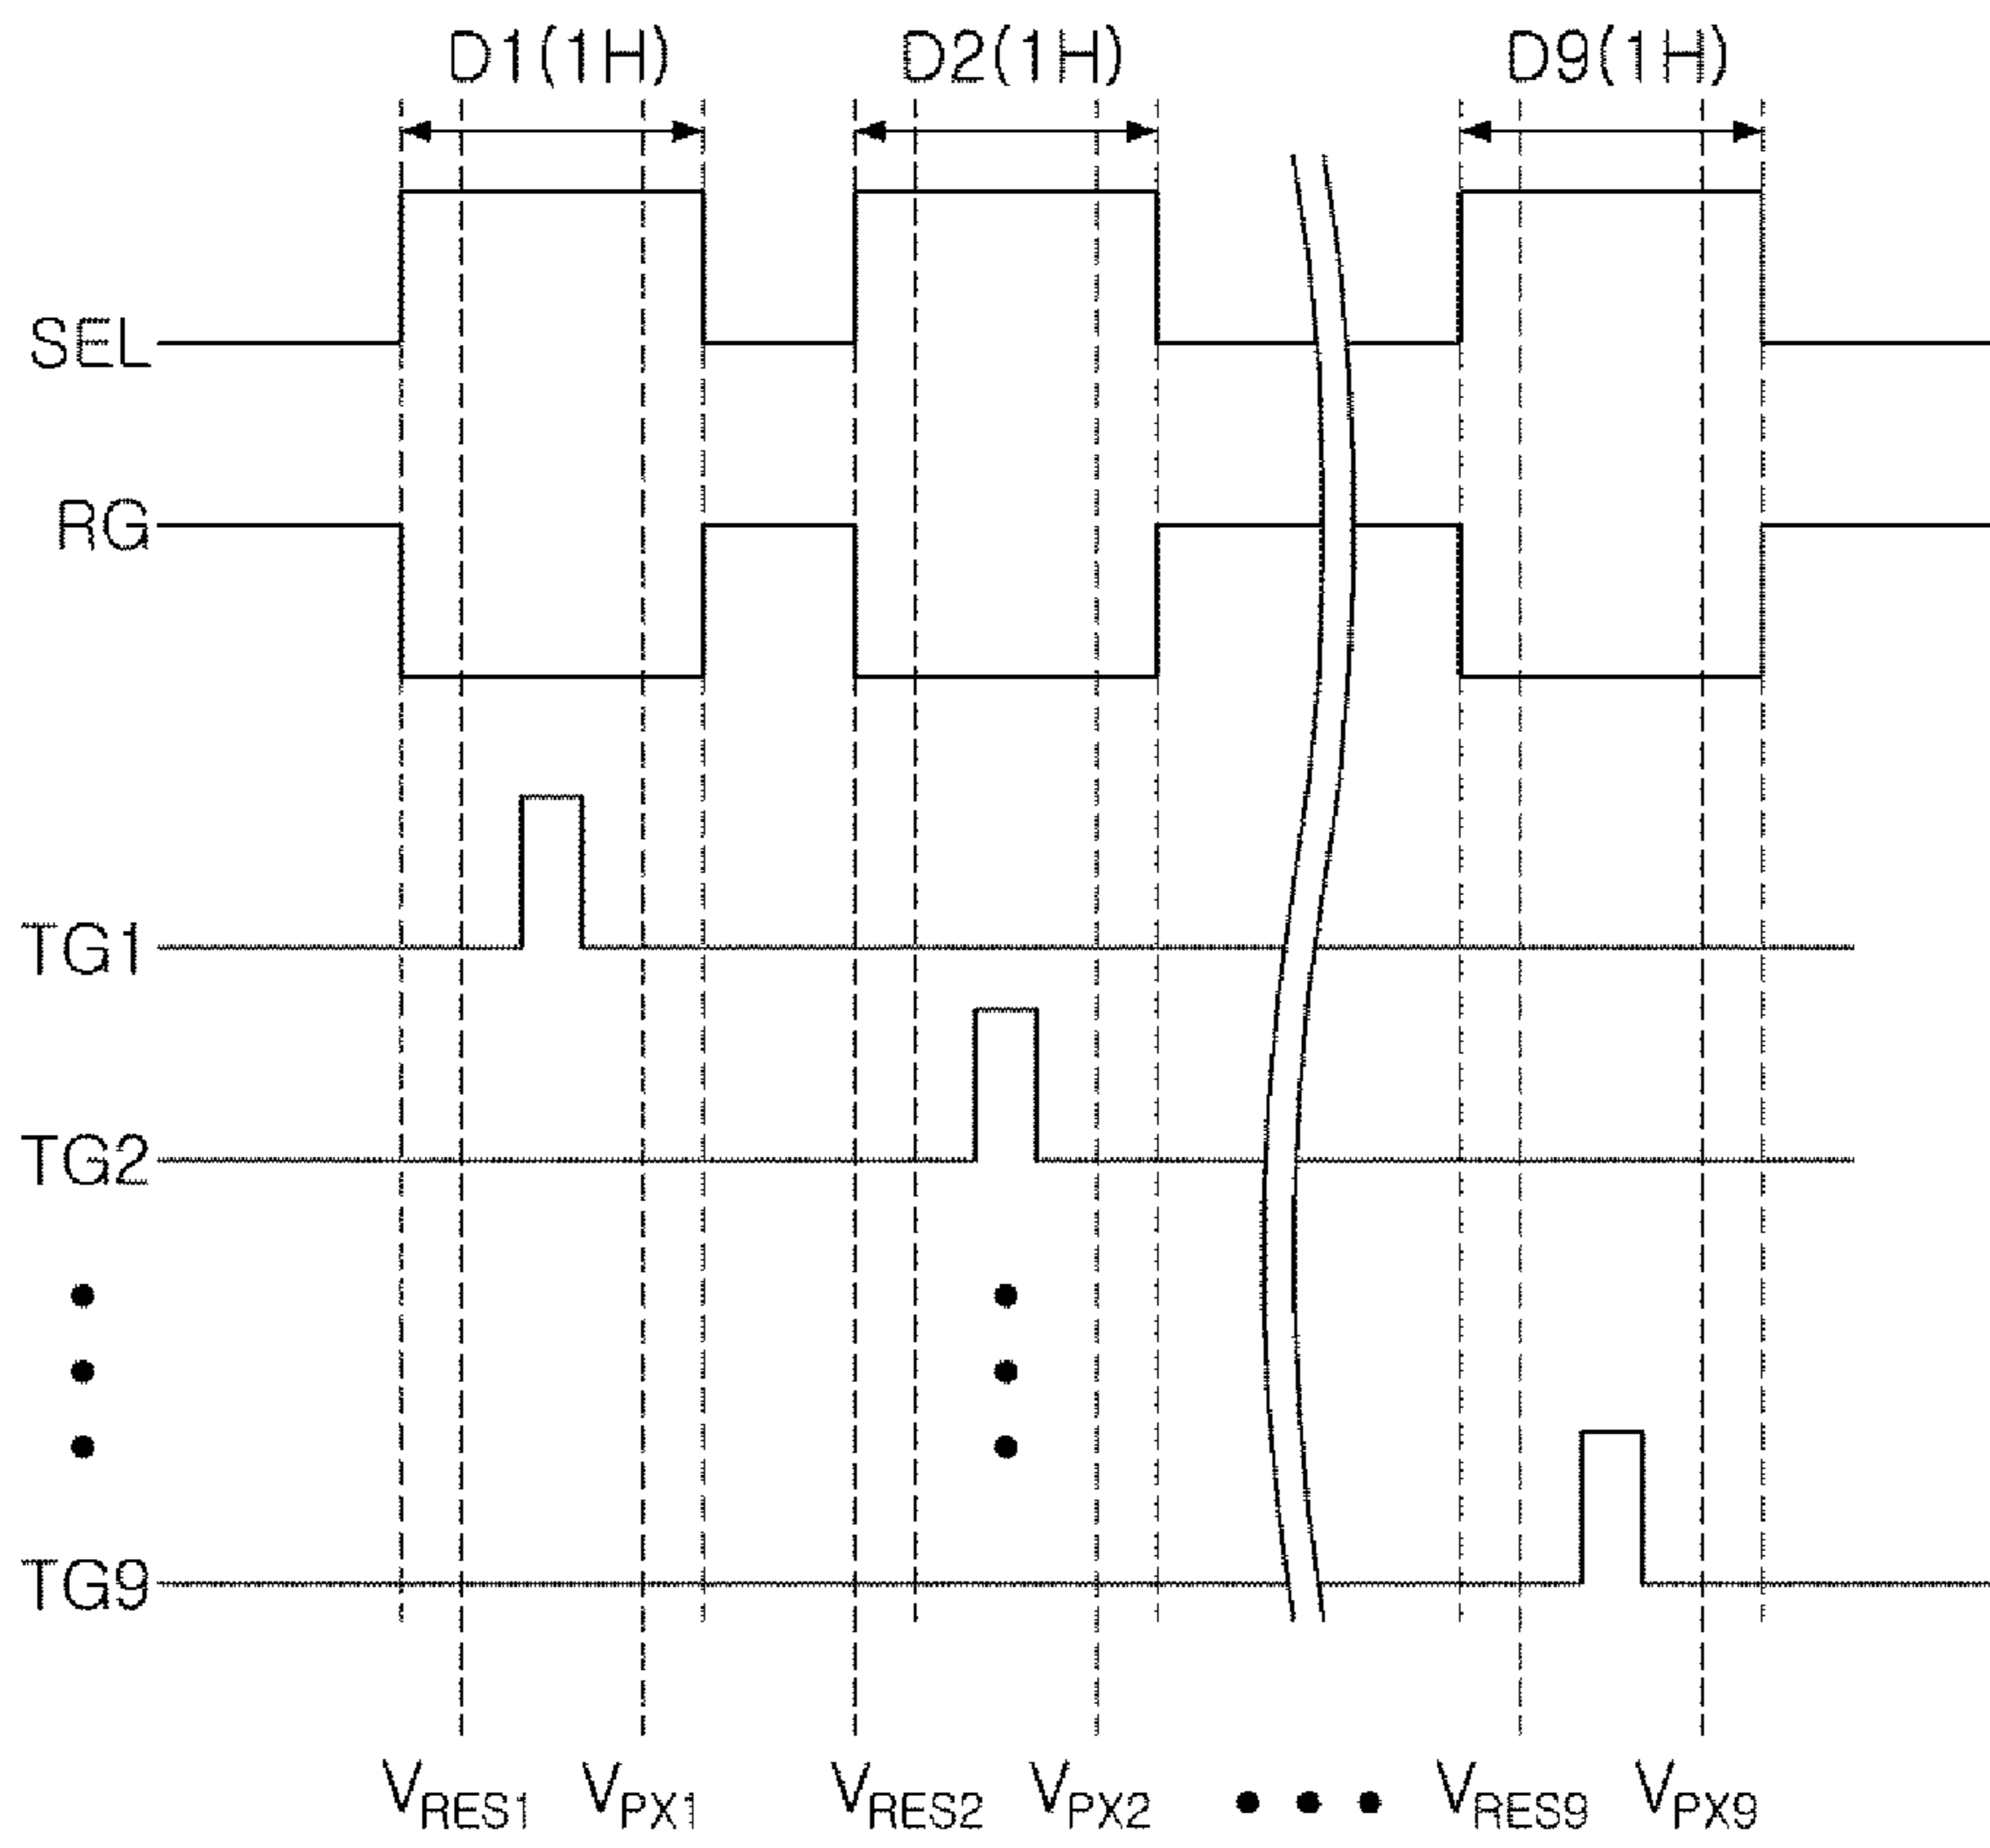 D1(1H) D2(1H) D9(1H)
SEL
RG
TG1
TG2
TG9
VRES1 VPX1 VRES2 VPX2 VRES9 VPX9